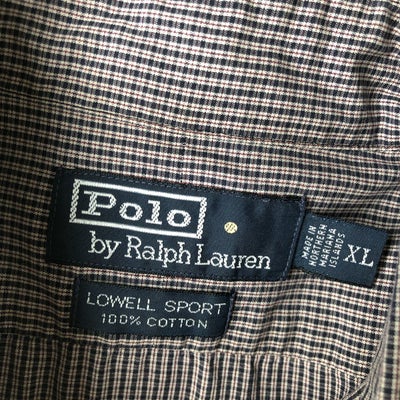 Polo
by Ralph Lauren
MADE IN
NORTHERN
MARIANA
ISLANDS
XL
LOWELL SPORT
100% COTTON